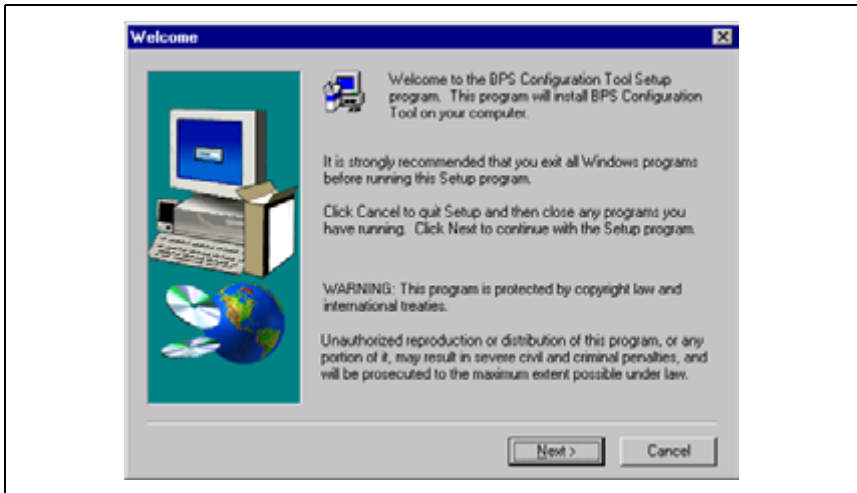 Welcome
Welcome to the BPS Configuration Tool Setup
program. This program will install BPS Configuration
Tool on your computer.
It is strongly recommended that you exit all Windows programs
before running this Setup program.
Click Cancel to quit Setup and then close any programs you
have running. Click Next to continue with the Setup program.
WARNING: This program is protected by copyright law and
international treaties.
Unauthorized reproduction or distribution of this program, or any
portion of it, may result in severe civil and criminal penalties, and
will be prosecuted to the maximum extent possible under law.
Next >
Cancel